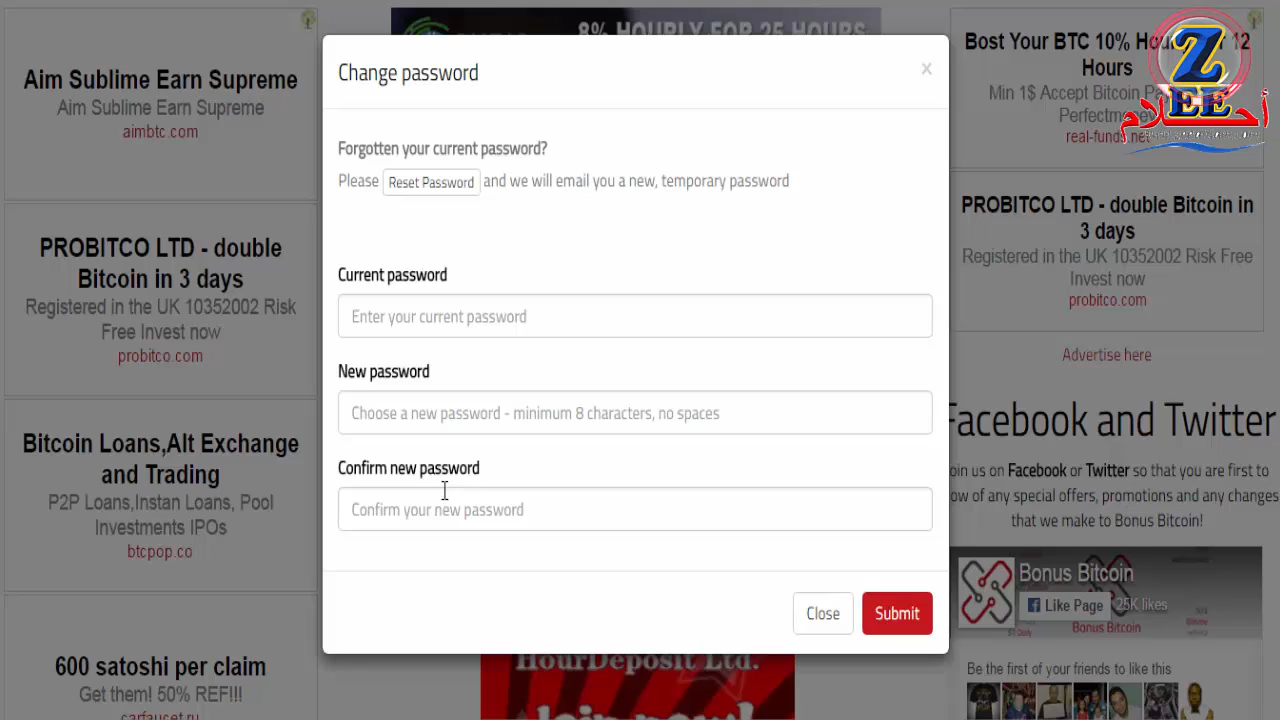 Aim Sublime Earn Supreme
Aim Sublime Earn Supreme
aimbtc.com
PROBITCO LTD - double
Bitcoin in 3 days
Registered in the UK 10352002 Risk
Free Invest now
probitco.com
Bitcoin Loans,Alt Exchange
and Trading
P2P Loans,Instan Loans, Pool
Investments IPOs
btcpop.co
600 satoshi per claim
Get them! 50% REF!!!
carfaucet.ru
8% HOURLY FOR 25 HOURS
Change password
x
Forgotten your current password?
Please Reset Password and we will email you a new, temporary password
Current password
Enter your current password
New password
Choose a new password - minimum 8 characters, no spaces
Confirm new password
Confirm your new password
Close
Submit
HourDeposit Ltd.
Join now!
Bost Your BTC 10% 12
Hours
Min 1$ Accept Bitcoin
real-funds.net
Z
EE
أحلام
PROBITCO LTD - double Bitcoin in
3 days
Registered in the UK 10352002 Risk Free
Invest now
probitco.com
Advertise here
Facebook and Twitter
us on Facebook or Twitter so that you are first to
of any special offers, promotions and any changes
that we make to Bonus Bitcoin!
Bonus Bitcoin
Like Page
25K likes
Bonus Bitcoin
Be the first of your friends to like this